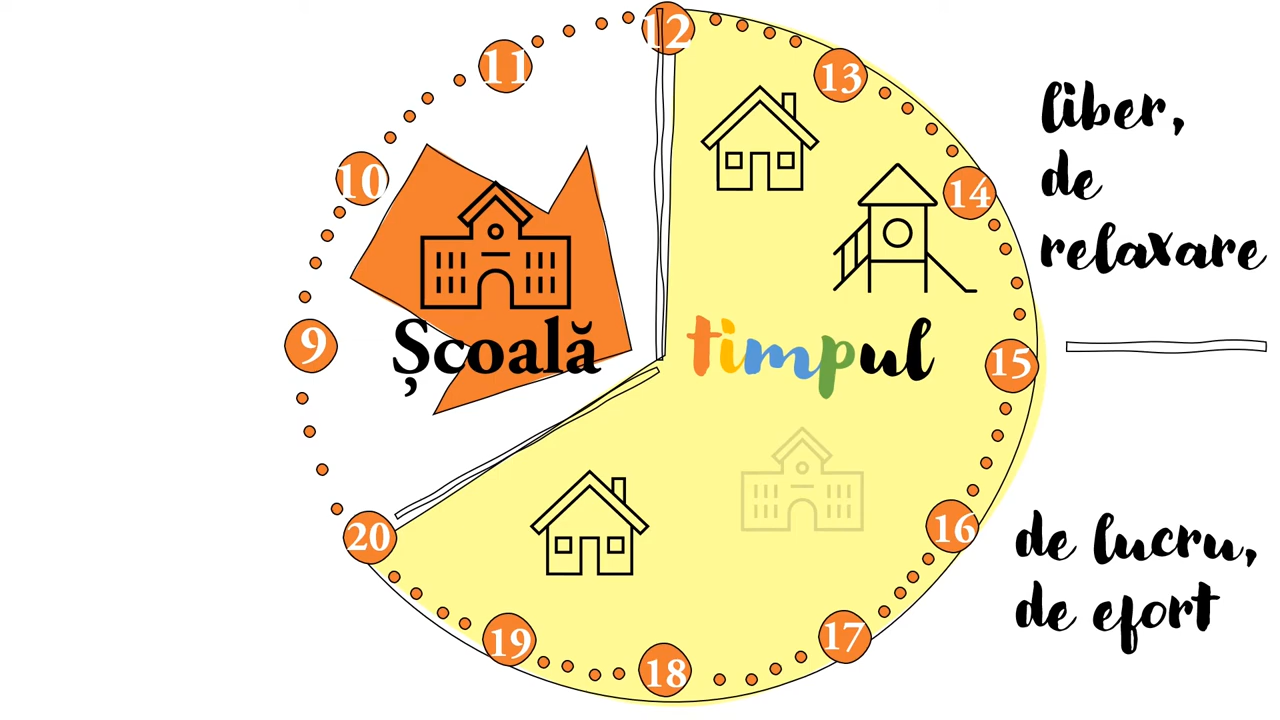 12
13
14
15
16
17
18
19
20
9
10
11
Școală
timpul
liber,
de
relaxare
de lucru,
de efort